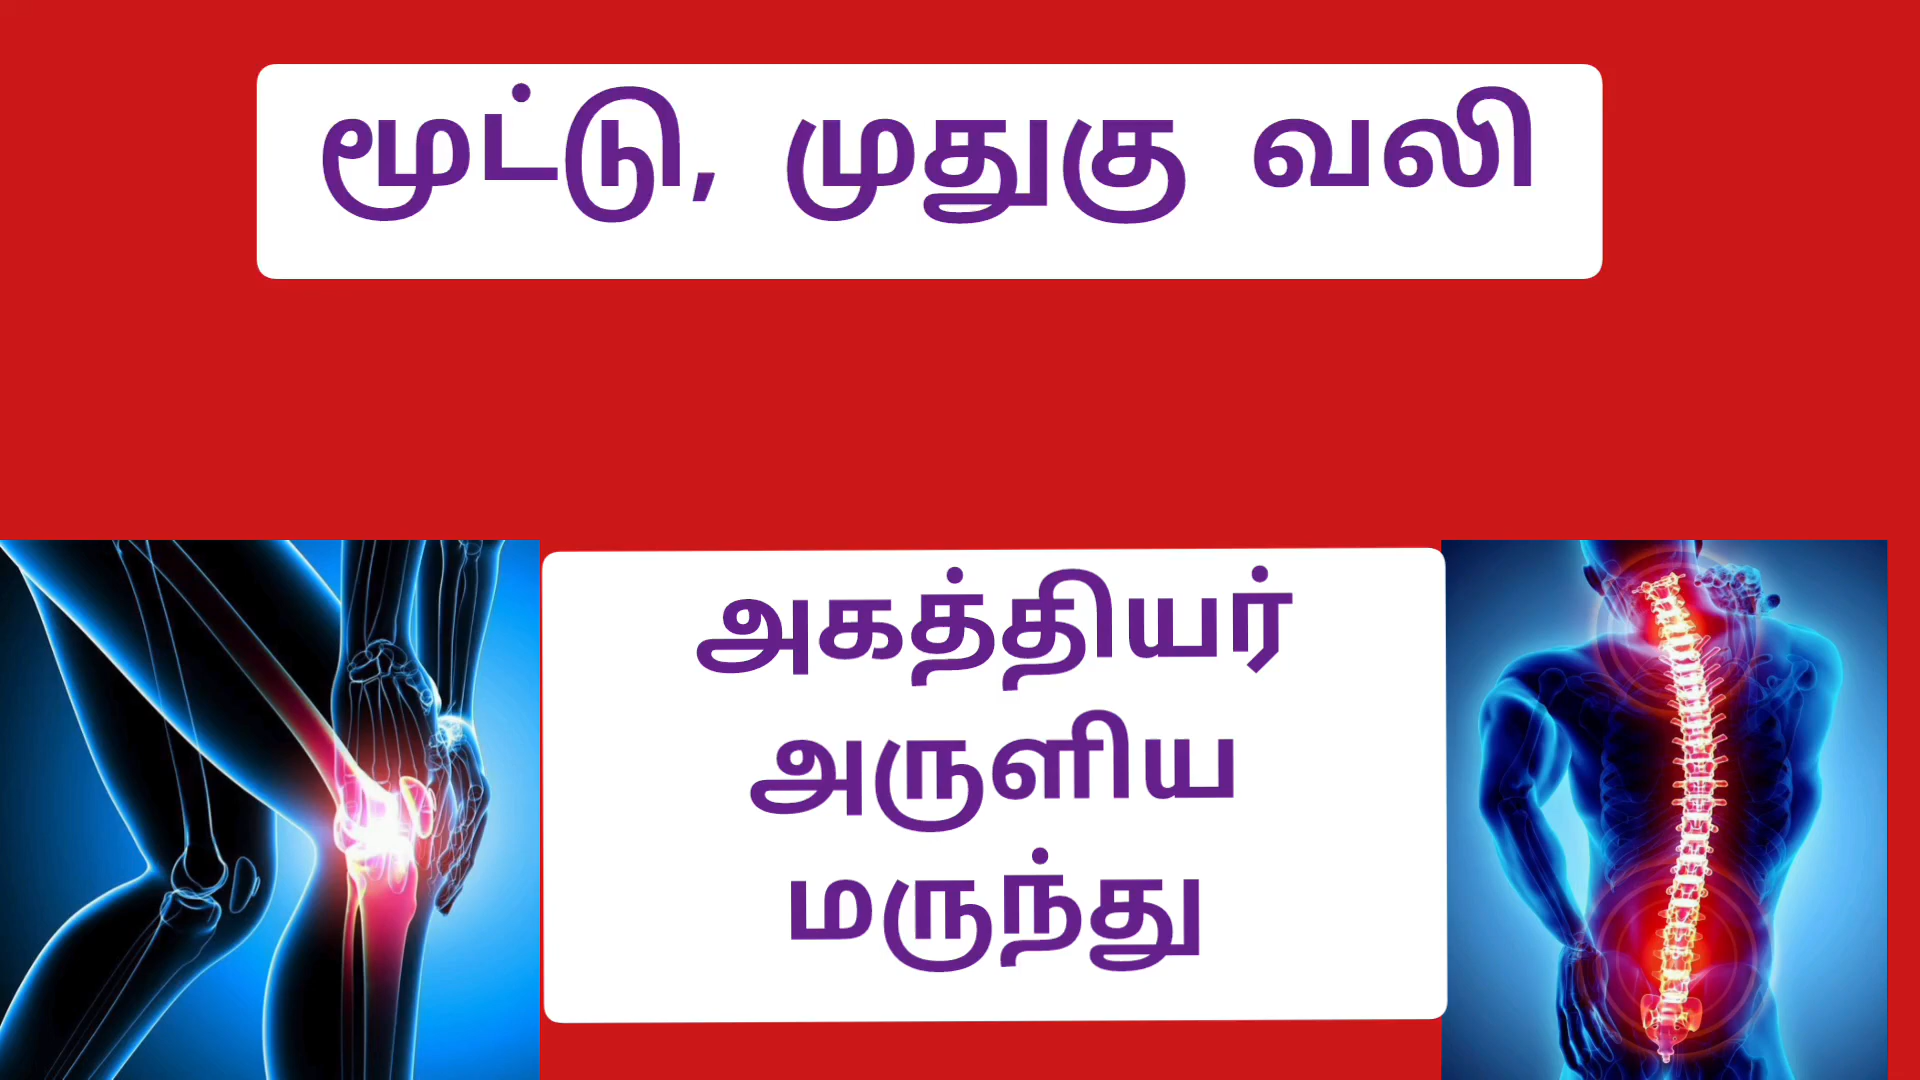 மூட்டு, முதுகு வலி
அகத்தியர்
அருளிய
மருந்து